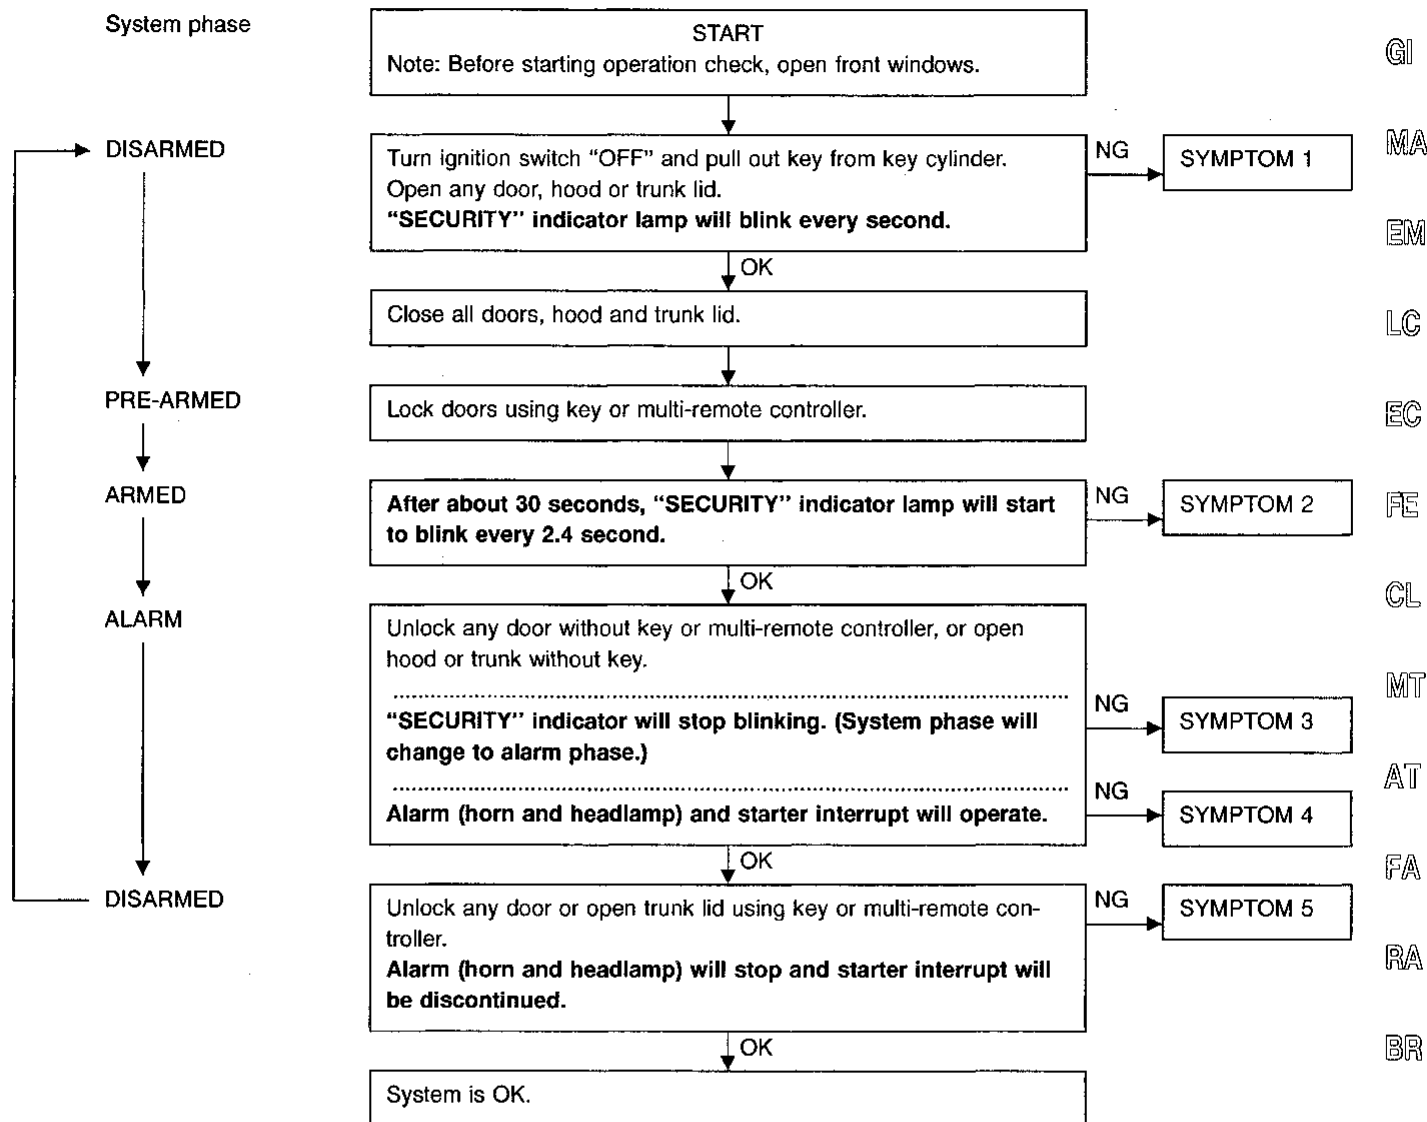 System phase
START
Note: Before starting operation check, open front windows.
GI
DISARMED
Turn ignition switch “OFF” and pull out key from key cylinder.
Open any door, hood or trunk lid.
“SECURITY” indicator lamp will blink every second.
NG
SYMPTOM 1
MA
EM
OK
Close all doors, hood and trunk lid.
LC
PRE-ARMED
Lock doors using key or multi-remote controller.
EC
ARMED
After about 30 seconds, “SECURITY” indicator lamp will start
to blink every 2.4 second.
NG
SYMPTOM 2
FE
OK
CL
ALARM
Unlock any door without key or multi-remote controller, or open
hood or trunk without key.
“SECURITY” indicator will stop blinking. (System phase will
change to alarm phase.)
NG
SYMPTOM 3
MT
Alarm (horn and headlamp) and starter interrupt will operate.
NG
SYMPTOM 4
AT
OK
FA
DISARMED
Unlock any door or open trunk lid using key or multi-remote con-
troller.
Alarm (horn and headlamp) will stop and starter interrupt will
be discontinued.
NG
SYMPTOM 5
RA
OK
BR
System is OK.